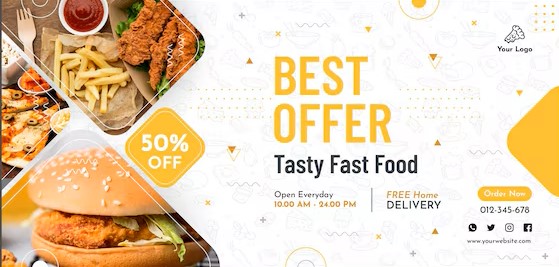 Your Logo
BEST
OFFER
50%
OFF
Tasty Fast Food
Open Everyday
10.00 AM - 24.00 PM
FREE Home
DELIVERY
Order Now
012-345-678
www.yourwebsite.com